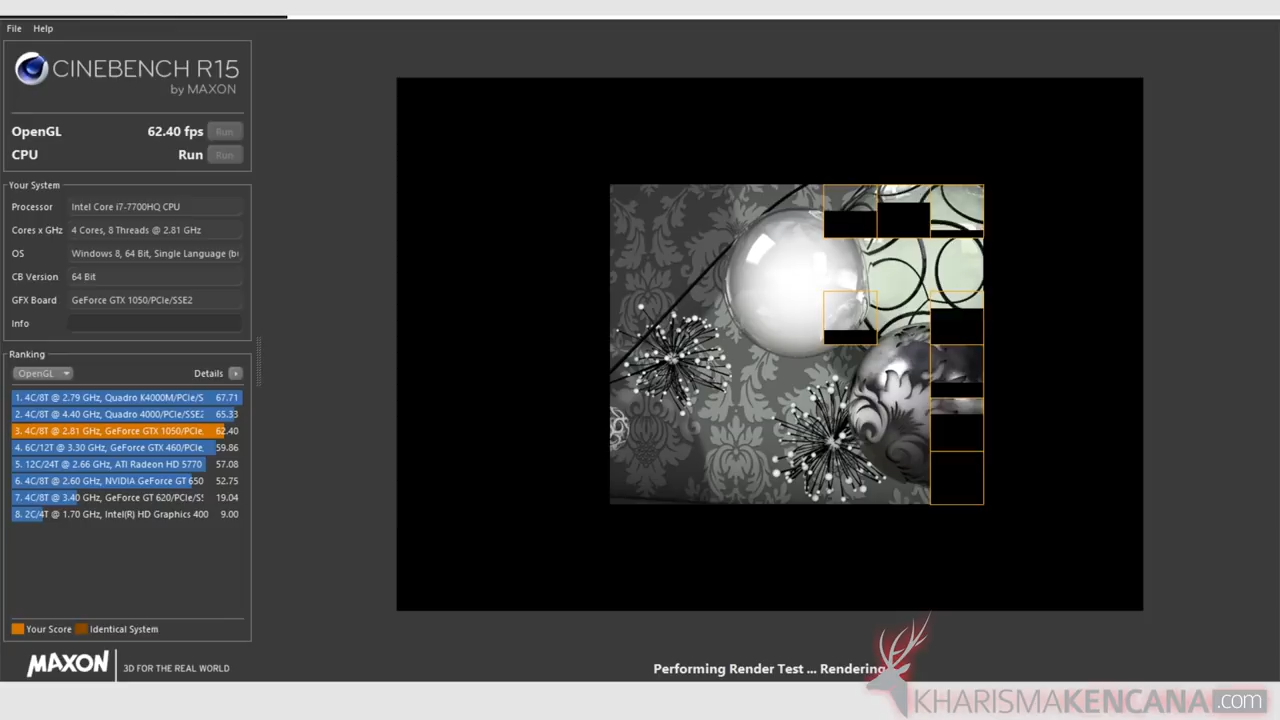 File Help
CINEBENCH R15
by MAXON
OpenGL 62.40 fps Run
CPU Run Run
Your System
Processor Intel Core i7-7700HQ CPU
Cores x GHz 4 Cores, 8 Threads @ 2.81 GHz
OS Windows 8, 64 Bit, Single Language (bu
CB Version 64 Bit
GFX Board GeForce GTX 1050/PCIe/SSE2
Info
Ranking
OpenGL Details
1. 4C/8T @ 2.79 GHz, Quadro K4000M/PCIe/S 67.71
2. 4C/8T @ 4.40 GHz, Quadro 4000/PCIe/SSE2 65.33
3. 4C/8T @ 2.81 GHz, GeForce GTX 1050/PCIe, 62.40
4. 6C/12T @ 3.30 GHz, GeForce GTX 460/PCIe, 59.86
5. 12C/24T @ 2.66 GHz, ATI Radeon HD 5770 57.08
6. 4C/8T @ 2.60 GHz, NVIDIA GeForce GT 650 52.75
7. 4C/8T @ 3.40 GHz, GeForce GT 620/PCIe/SS 19.04
8. 2C/4T @ 1.70 GHz, Intel(R) HD Graphics 400 9.00
Your Score Identical System
MAXON 3D FOR THE REAL WORLD
Performing Render Test ... Rendering
KHARISMAKENCANA.com